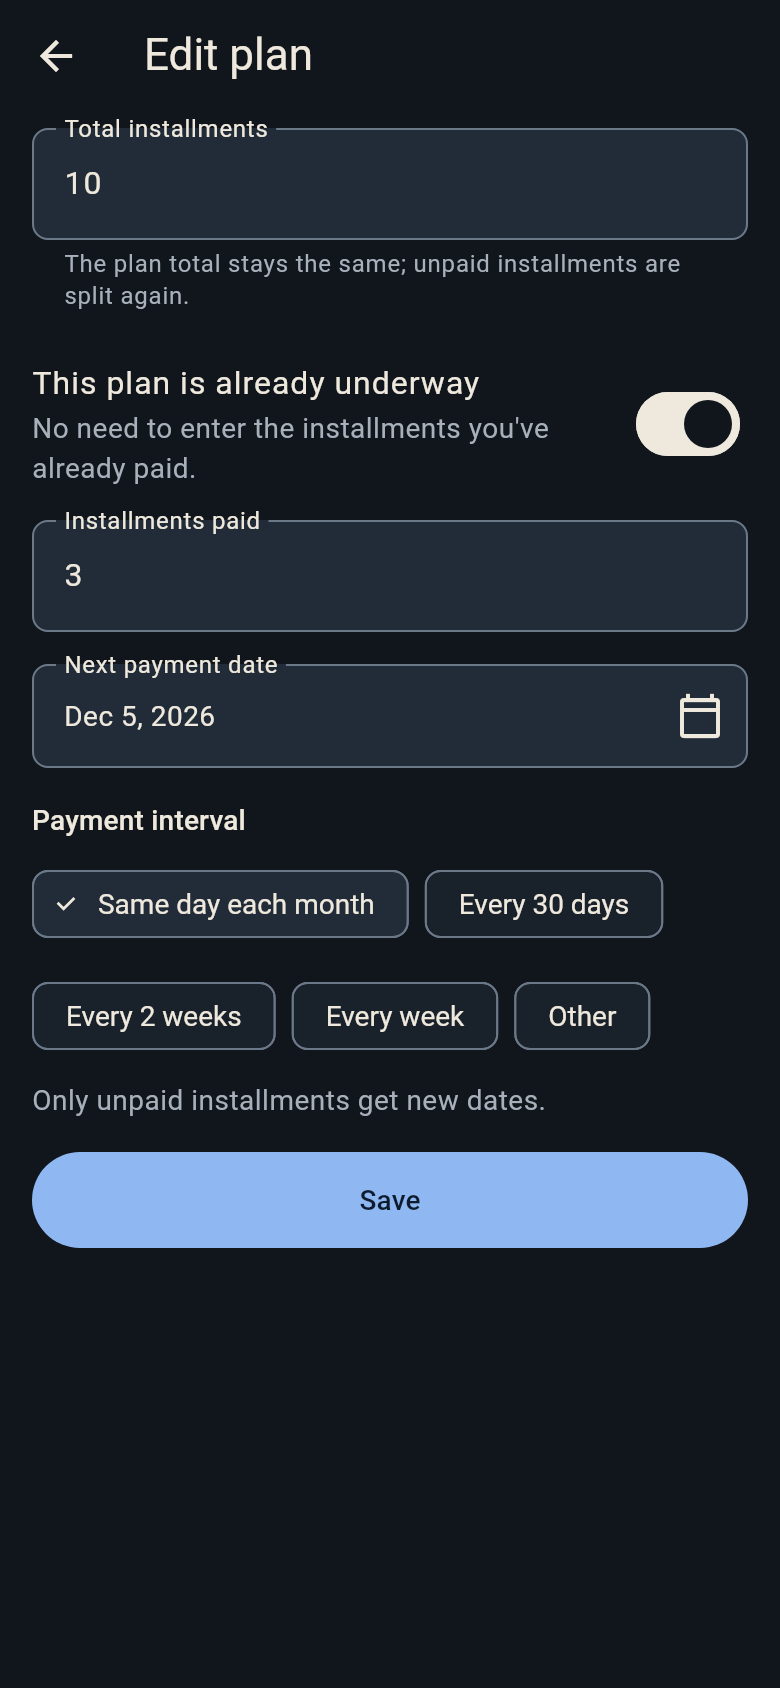 Edit plan
Total installments
10
The plan total stays the same; unpaid installments are
split again.
This plan is already underway
No need to enter the installments you've
already paid.
Installments paid
3
Next payment date
Dec 5, 2026
Payment interval
Same day each month
Every 30 days
Every 2 weeks
Every week
Other
Only unpaid installments get new dates.
Save